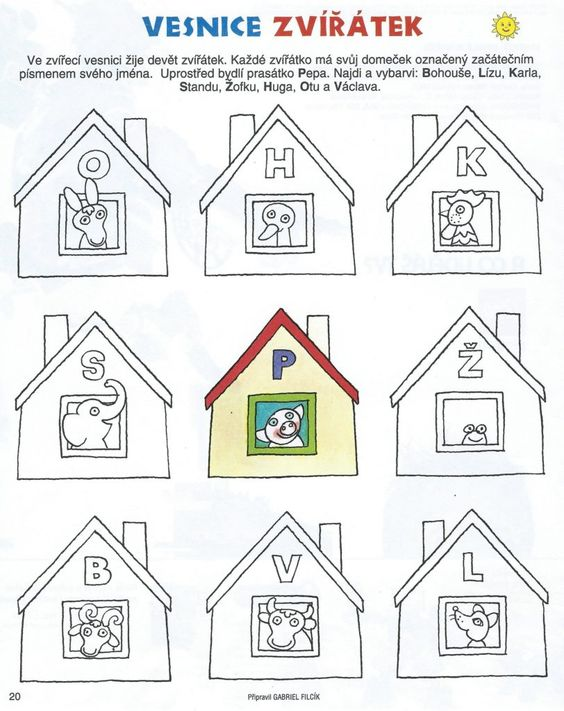 VESNICE ZVÍŘÁTEK
Ve zvířecí vesnici žije devět zvířátek. Každé zvířátko má svůj domeček označený začátečním
písmenem svého jména. Uprostřed bydlí prasátko Pepa. Najdi a vybarvi: Bohouše, Lízu, Karla,
Standu, Žofku, Huga, Otu a Václava.
O H K
S P Ž
B V L
20
Připravil GABRIEL FILCÍK